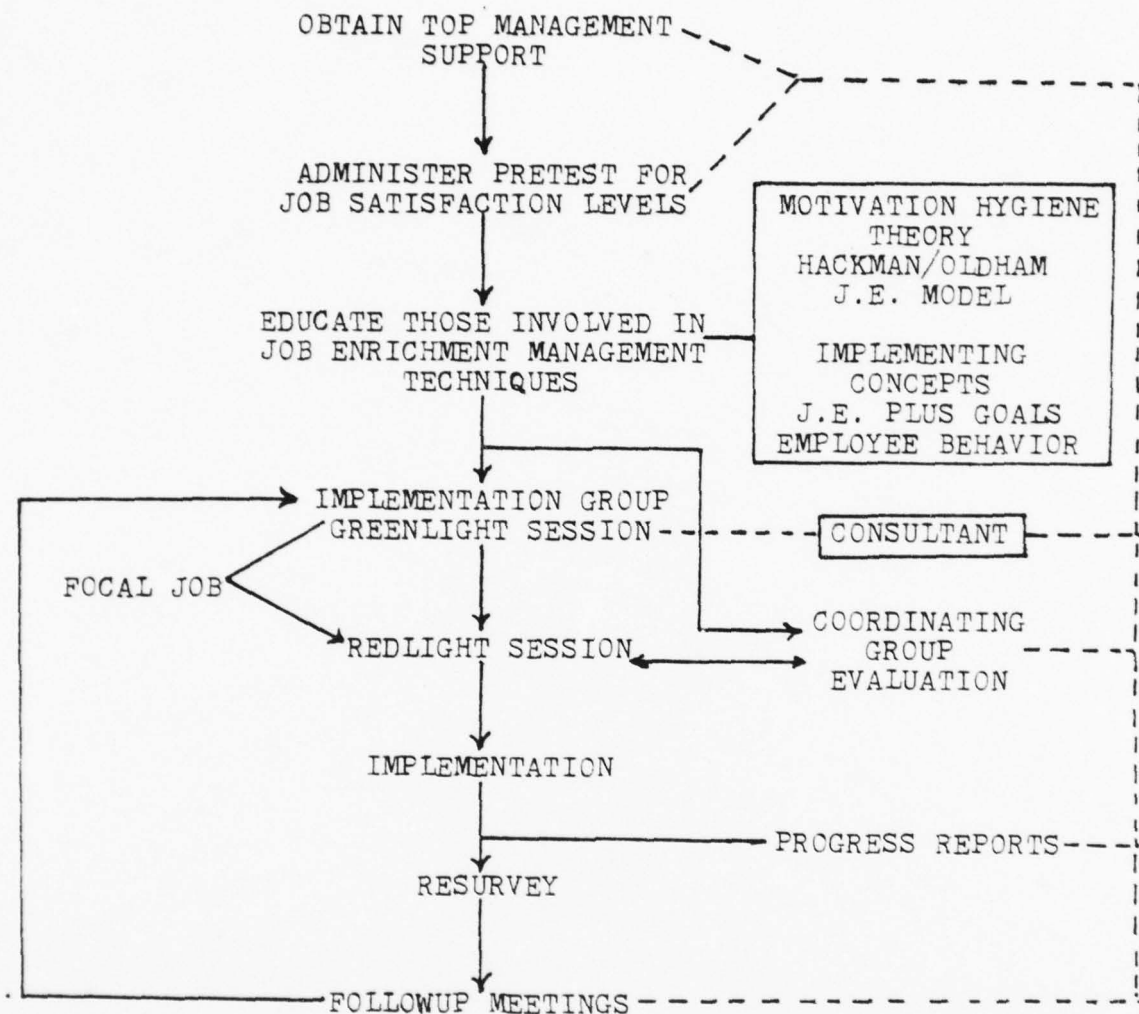 OBTAIN TOP MANAGEMENT
SUPPORT
ADMINISTER PRETEST FOR
JOB SATISFACTION LEVELS
MOTIVATION HYGIENE
THEORY
HACKMAN/OLDHAM
J.E. MODEL
IMPLEMENTING
CONCEPTS
J.E. PLUS GOALS
EMPLOYEE BEHAVIOR
EDUCATE THOSE INVOLVED IN
JOB ENRICHMENT MANAGEMENT
TECHNIQUES
IMPLEMENTATION GROUP
GREENLIGHT SESSION
CONSULTANT
FOCAL JOB
REDLIGHT SESSION
COORDINATING
GROUP
EVALUATION
IMPLEMENTATION
PROGRESS REPORTS
RESURVEY
FOLLOWUP MEETINGS